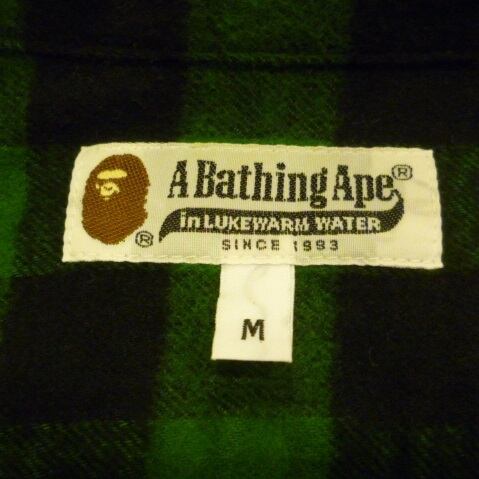 A Bathing Ape®
in LUKEWARM WATER
SINCE 1993
®
M